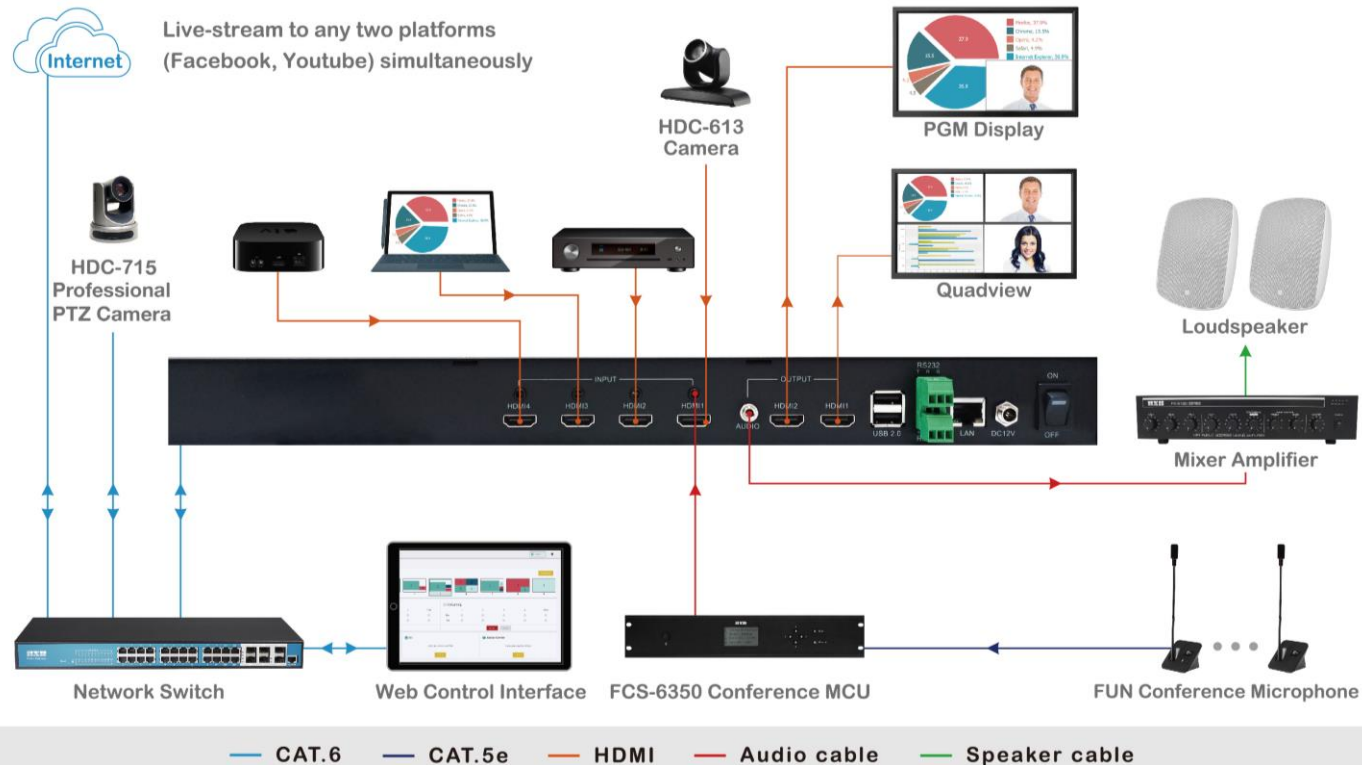 Internet
Live-stream to any two platforms
(Facebook, Youtube) simultaneously
HDC-613
Camera
PGM Display
HDC-715
Professional
PTZ Camera
Quadview
Loudspeaker
INPUT
OUTPUT
HDMI4
HDMI3
HDMI2
HDMI1
AUDIO
HDMI2
HDMI1
USB 2.0
RS232
LAN
DC12V
ON
OFF
Mixer Amplifier
Network Switch
Web Control Interface
FCS-6350 Conference MCU
FUN Conference Microphone
CAT.6
CAT.5e
HDMI
Audio cable
Speaker cable